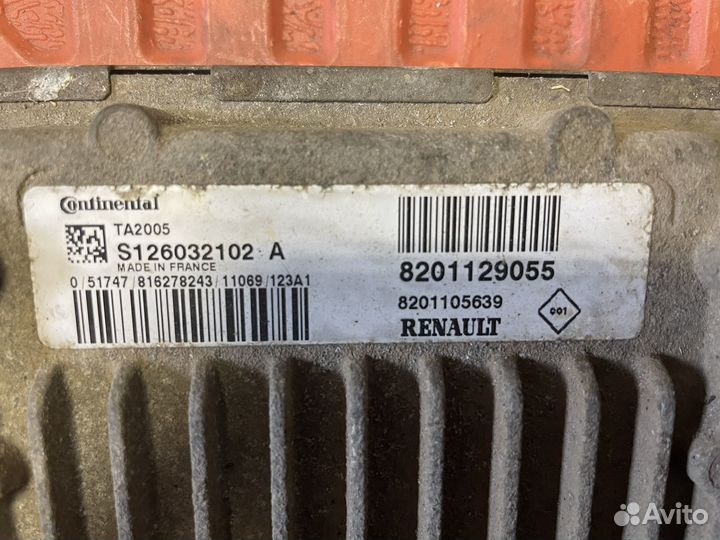 Continental
TA2005
S126032102 A
MADE IN FRANCE
0/51747/816278243/11069/123A1
8201129055
8201105639
RENAULT
001
Avito